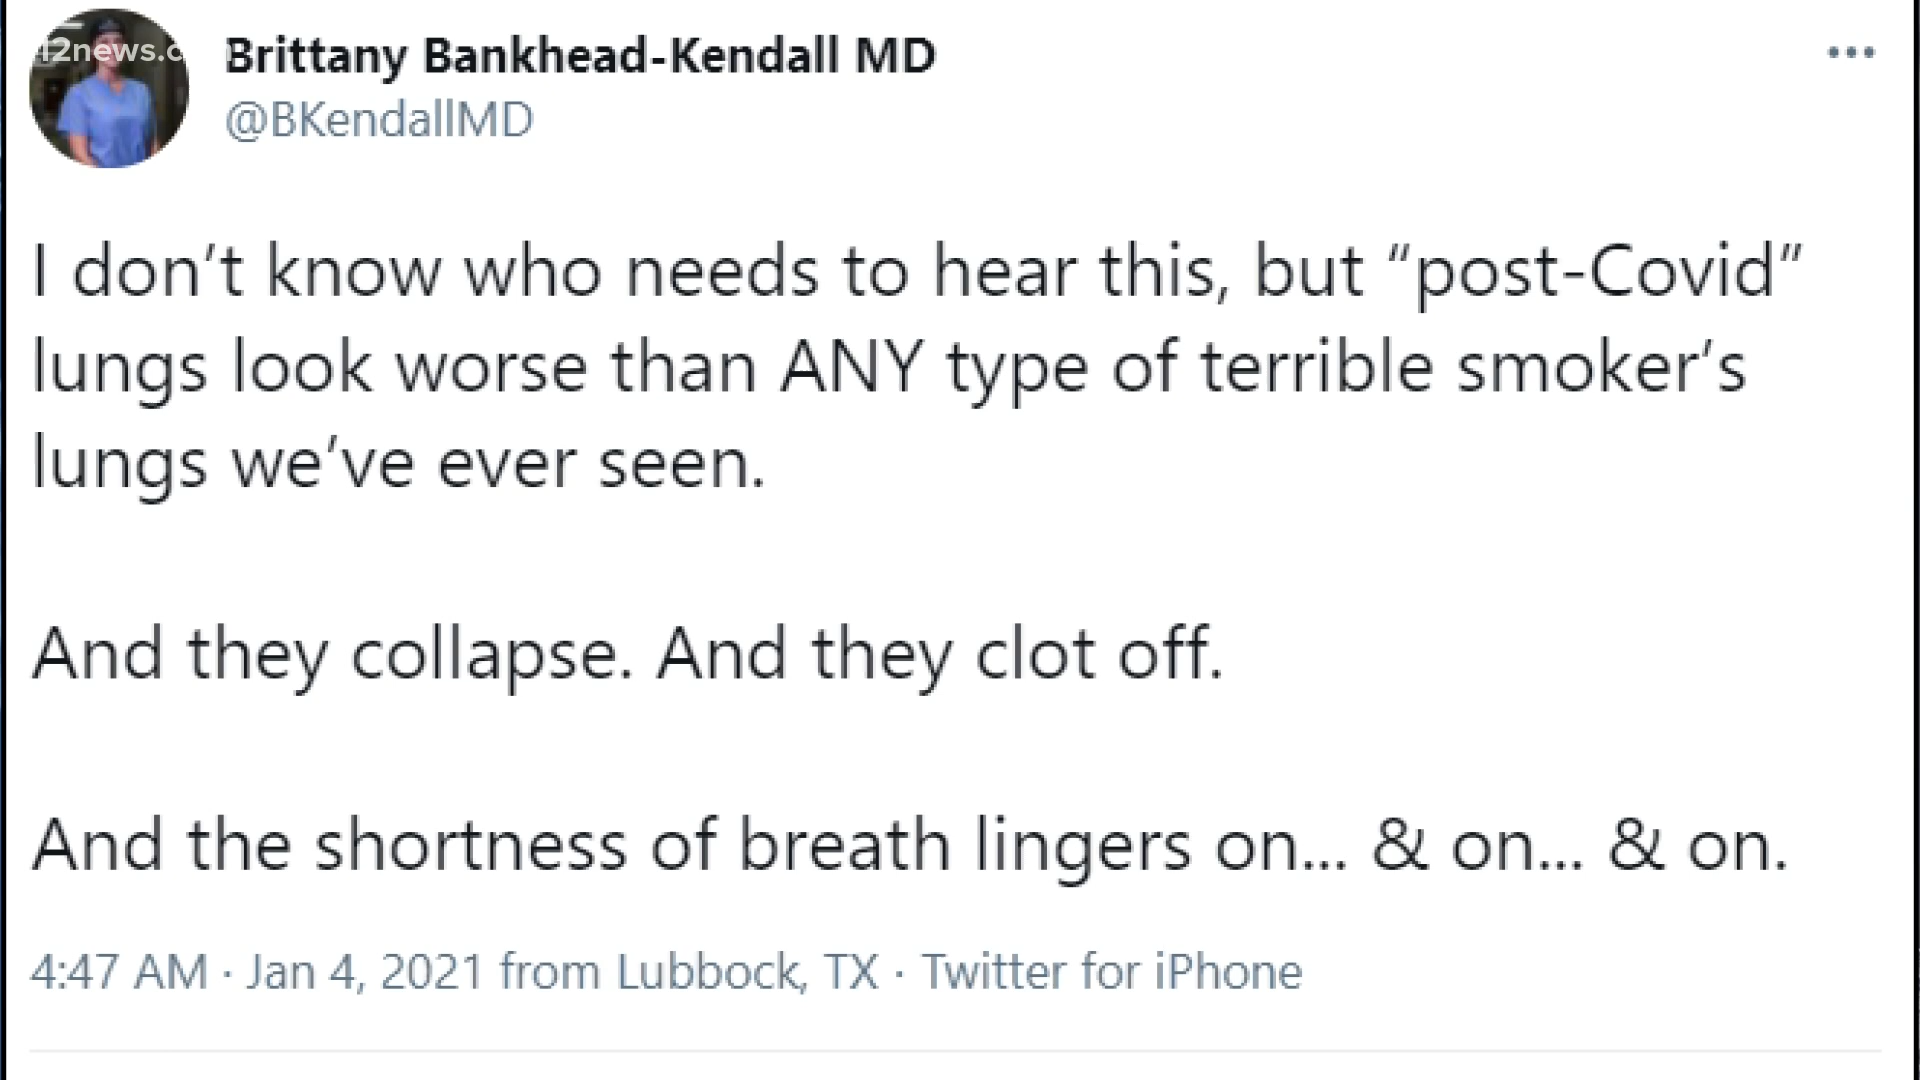 12news.c
Brittany Bankhead-Kendall MD
@BKendallMD
I don’t know who needs to hear this, but “post-Covid”
lungs look worse than ANY type of terrible smoker’s
lungs we’ve ever seen.
And they collapse. And they clot off.
And the shortness of breath lingers on... & on... & on.
4:47 AM · Jan 4, 2021 from Lubbock, TX · Twitter for iPhone